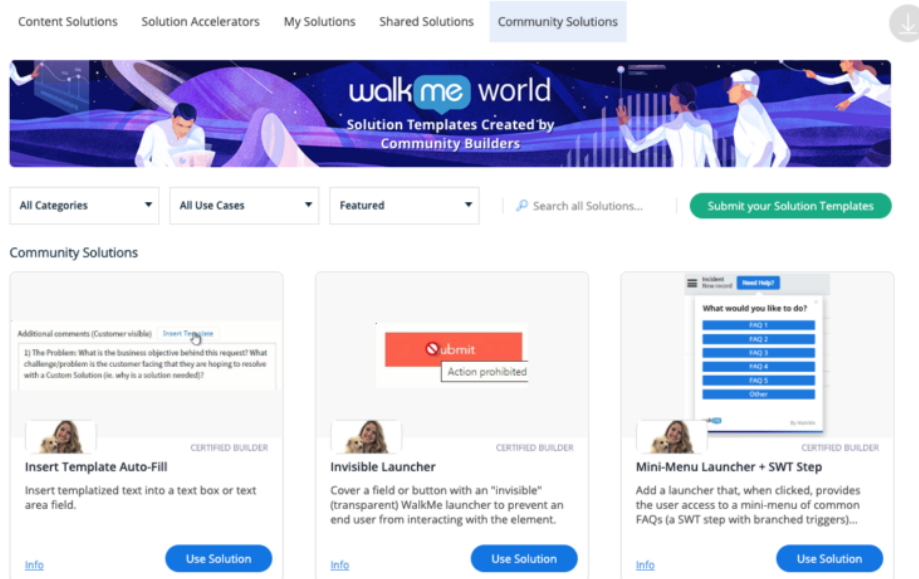 Content Solutions
Solution Accelerators
My Solutions
Shared Solutions
Community Solutions
walk me world
Solution Templates Created by
Community Builders
All Categories
All Use Cases
Featured
Search all Solutions...
Submit your Solution Templates
Community Solutions
Additional comments (Customer visible)
Insert Template
1) The Problem: What is the business objective behind this request? What
challenge/problem is the customer facing that they are hoping to resolve
with a Custom Solution (ie. why is a solution needed)?
CERTIFIED BUILDER
Insert Template Auto-Fill
Insert templatized text into a text box or text
area field.
Info
Use Solution
ubmit
Action prohibited
CERTIFIED BUILDER
Invisible Launcher
Cover a field or button with an "invisible"
(transparent) WalkMe launcher to prevent an
end user from interacting with the element.
Info
Use Solution
Incident
New record
Need Help?
What would you like to do?
FAQ 1
FAQ 2
FAQ 3
FAQ 4
FAQ 5
Other
CERTIFIED BUILDER
Mini-Menu Launcher + SWT Step
Add a launcher that, when clicked, provides
the user access to a mini-menu of common
FAQs (a SWT step with branched triggers)...
Info
Use Solution